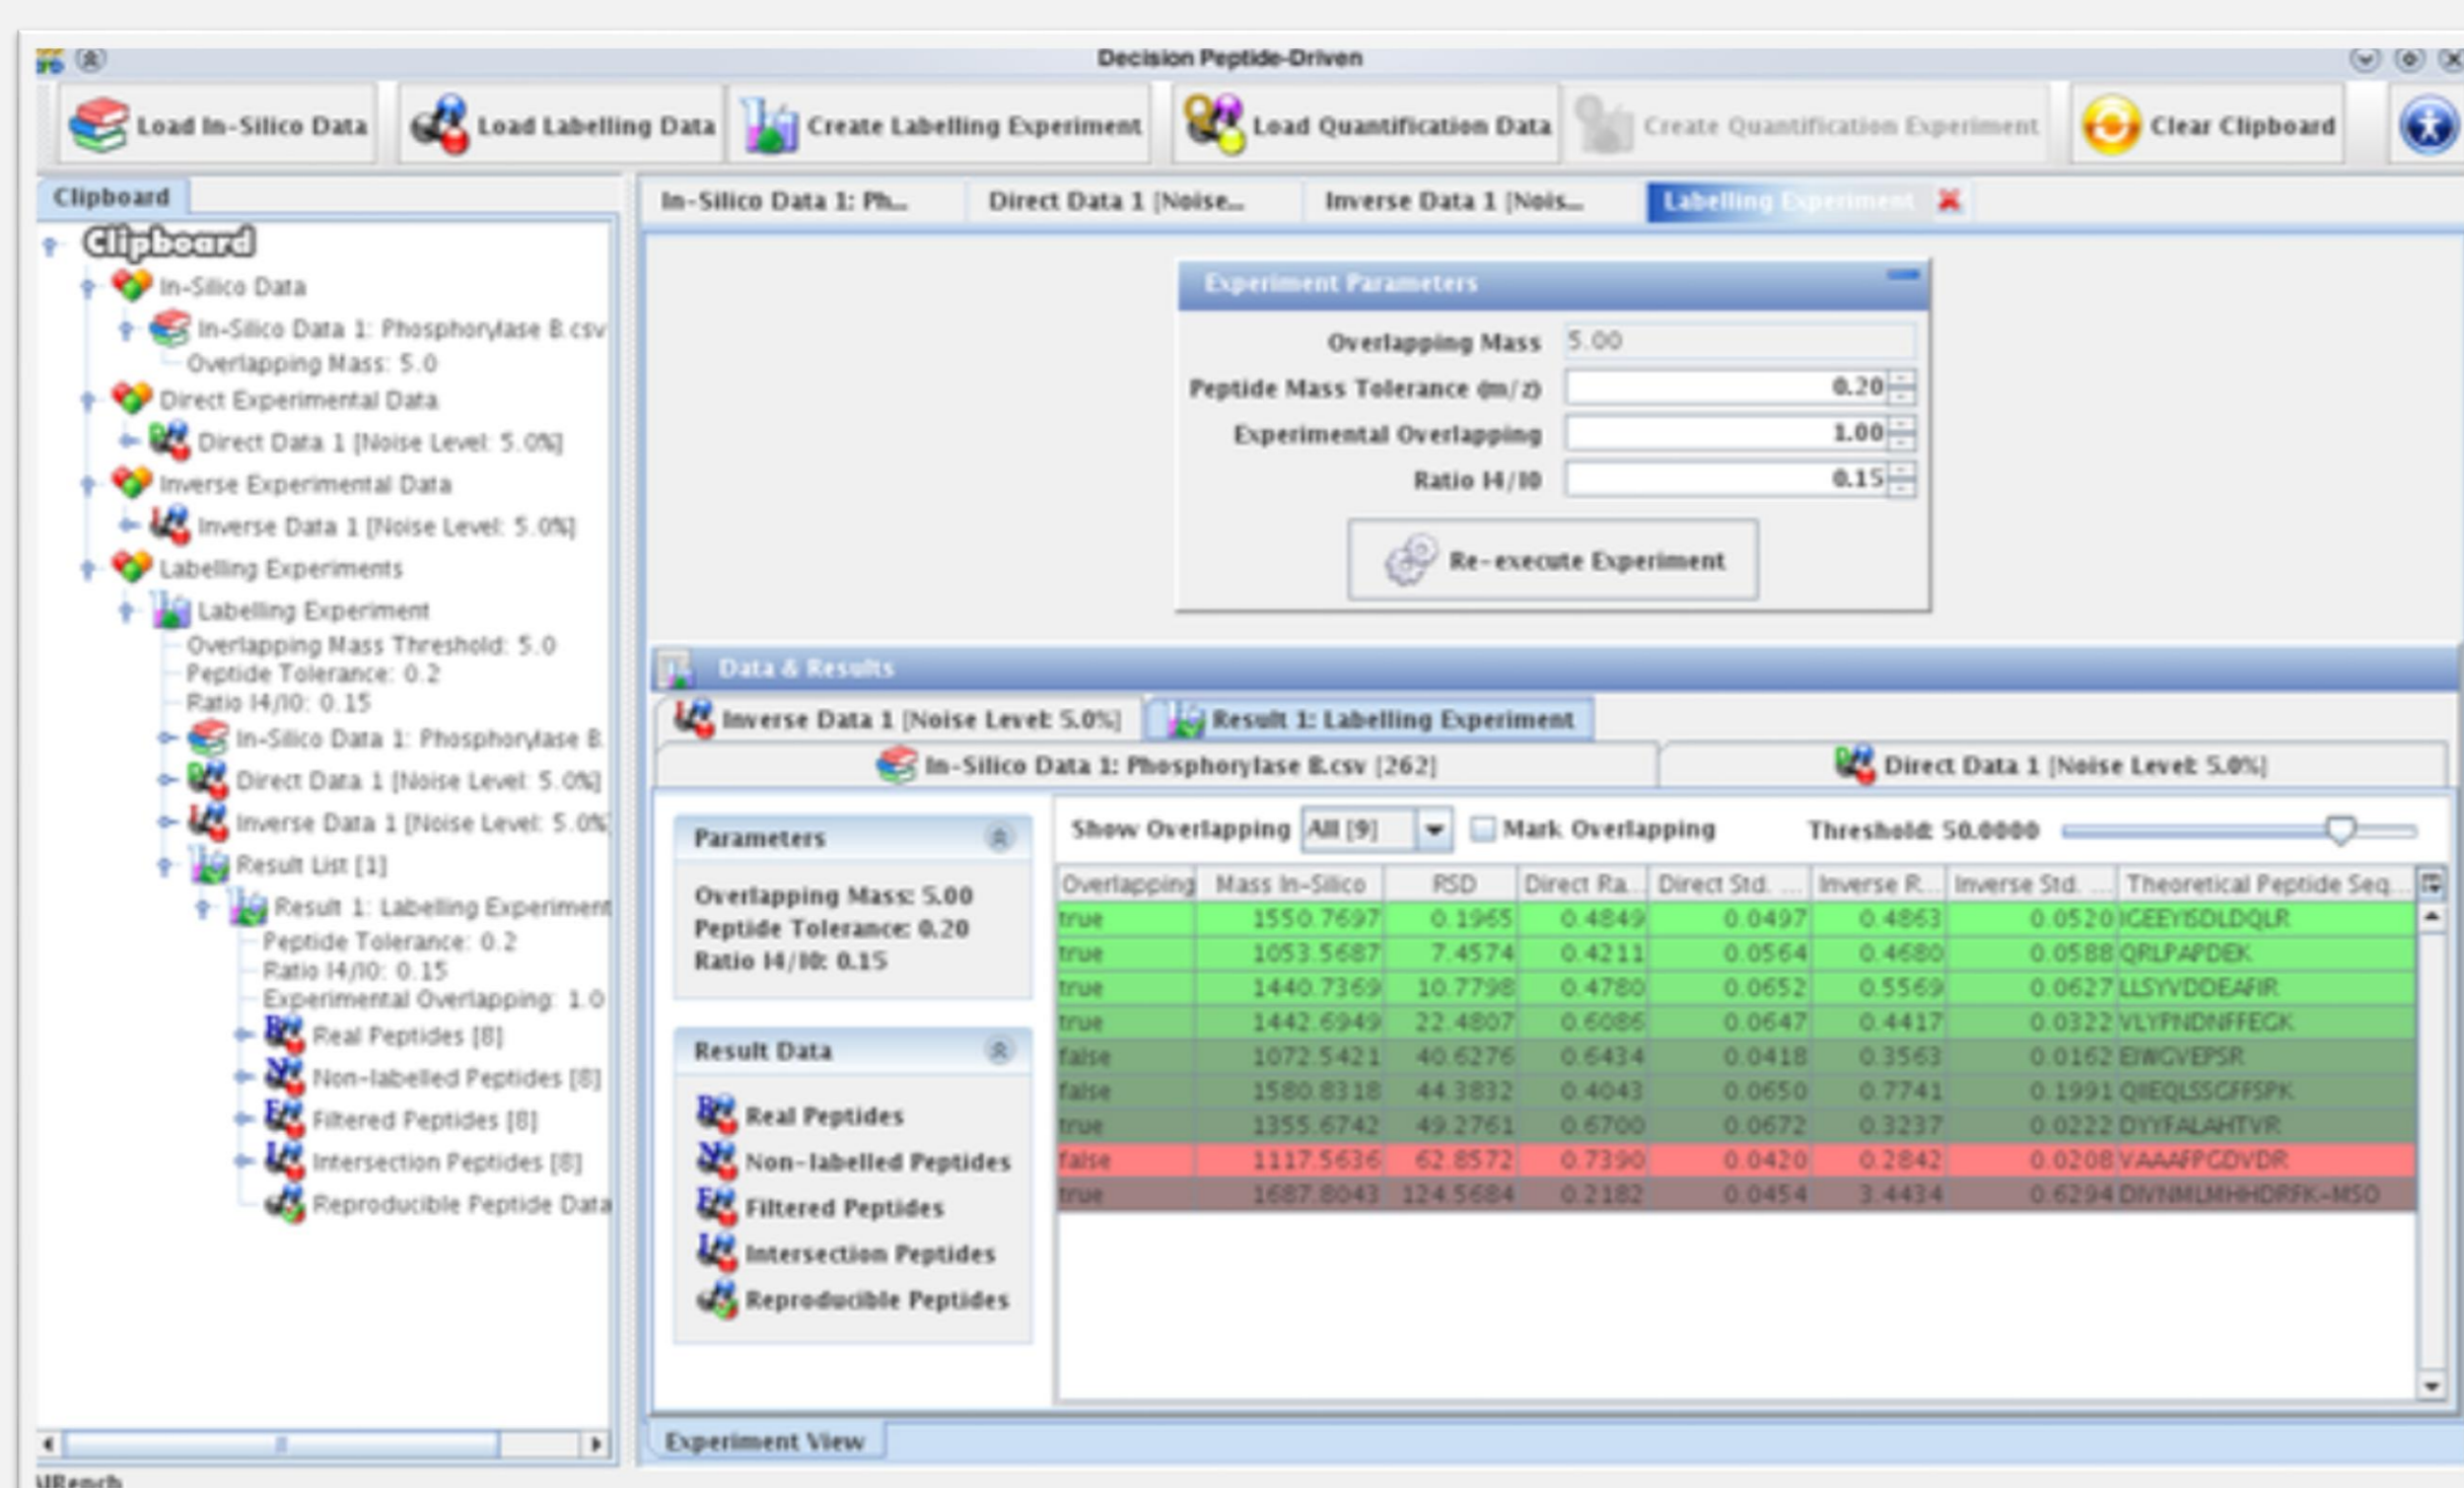 Decision Peptide-Driven
Load In-Silico Data
Load Labelling Data
Create Labelling Experiment
Load Quantification Data
Create Quantification Experiment
Clear Clipboard
Clipboard
Clipboard
In-Silico Data
In-Silico Data 1: Phosphorylase B.csv
Overlapping Mass: 5.0
Direct Experimental Data
Direct Data 1 [Noise Level: 5.0%]
Inverse Experimental Data
Inverse Data 1 [Noise Level: 5.0%]
Labelling Experiments
Labelling Experiment
Overlapping Mass Threshold: 5.0
Peptide Tolerance: 0.2
Ratio I4/I0: 0.15
In-Silico Data 1: Phosphorylase B.
Direct Data 1 [Noise Level: 5.0%]
Inverse Data 1 [Noise Level: 5.0%
Result List [1]
Result 1: Labelling Experiment
Peptide Tolerance: 0.2
Ratio I4/I0: 0.15
Experimental Overlapping: 1.0
Real Peptides [8]
Non-labelled Peptides [8]
Filtered Peptides [8]
Intersection Peptides [8]
Reproducible Peptide Data
In-Silico Data 1: Ph...
Direct Data 1 [Noise...
Inverse Data 1 [Nois...
Labelling Experiment
Experiment Parameters
Overlapping Mass 5.00
Peptide Mass Tolerance (m/z) 0.20
Experimental Overlapping 1.00
Ratio I4/I0 0.15
Re-execute Experiment
Data & Results
Inverse Data 1 [Noise Level: 5.0%]
Result 1: Labelling Experiment
In-Silico Data 1: Phosphorylase B.csv [262]
Direct Data 1 [Noise Level: 5.0%]
Parameters
Overlapping Mass: 5.00
Peptide Tolerance: 0.20
Ratio I4/I0: 0.15
Result Data
Real Peptides
Non-labelled Peptides
Filtered Peptides
Intersection Peptides
Reproducible Peptides
Show Overlapping All [9] Mark Overlapping Threshold: 50.0000
Overlapping Mass In-Silico RSD Direct Ra... Direct Std. ... Inverse R... Inverse Std. ... Theoretical Peptide Seq...
true 1550.7697 0.1965 0.4849 0.0497 0.4863 0.0520 IGEEYISDLDQLR
true 1053.5687 7.4574 0.4211 0.0564 0.4680 0.0588 QRLPAPDEK
true 1440.7369 10.7798 0.4780 0.0652 0.5569 0.0627 LLSYVDDEAFIR
true 1442.6949 22.4807 0.6086 0.0647 0.4417 0.0322 VLYPNDNFFEGK
false 1072.5421 40.6276 0.6434 0.0418 0.3563 0.0162 EIWGVEPSR
false 1580.8318 44.3832 0.4043 0.0650 0.7741 0.1991 QIIEQLSSGFFSPK
true 1355.6742 49.2761 0.6700 0.0672 0.3237 0.0222 DYYFALAHTVR
false 1117.5636 62.8572 0.7390 0.0420 0.2842 0.0208 VAAAFPGDVDR
true 1687.8043 124.5684 0.2182 0.0454 3.4434 0.6294 DIVNMLMHHDRFK-MSO
Experiment View
AIBench